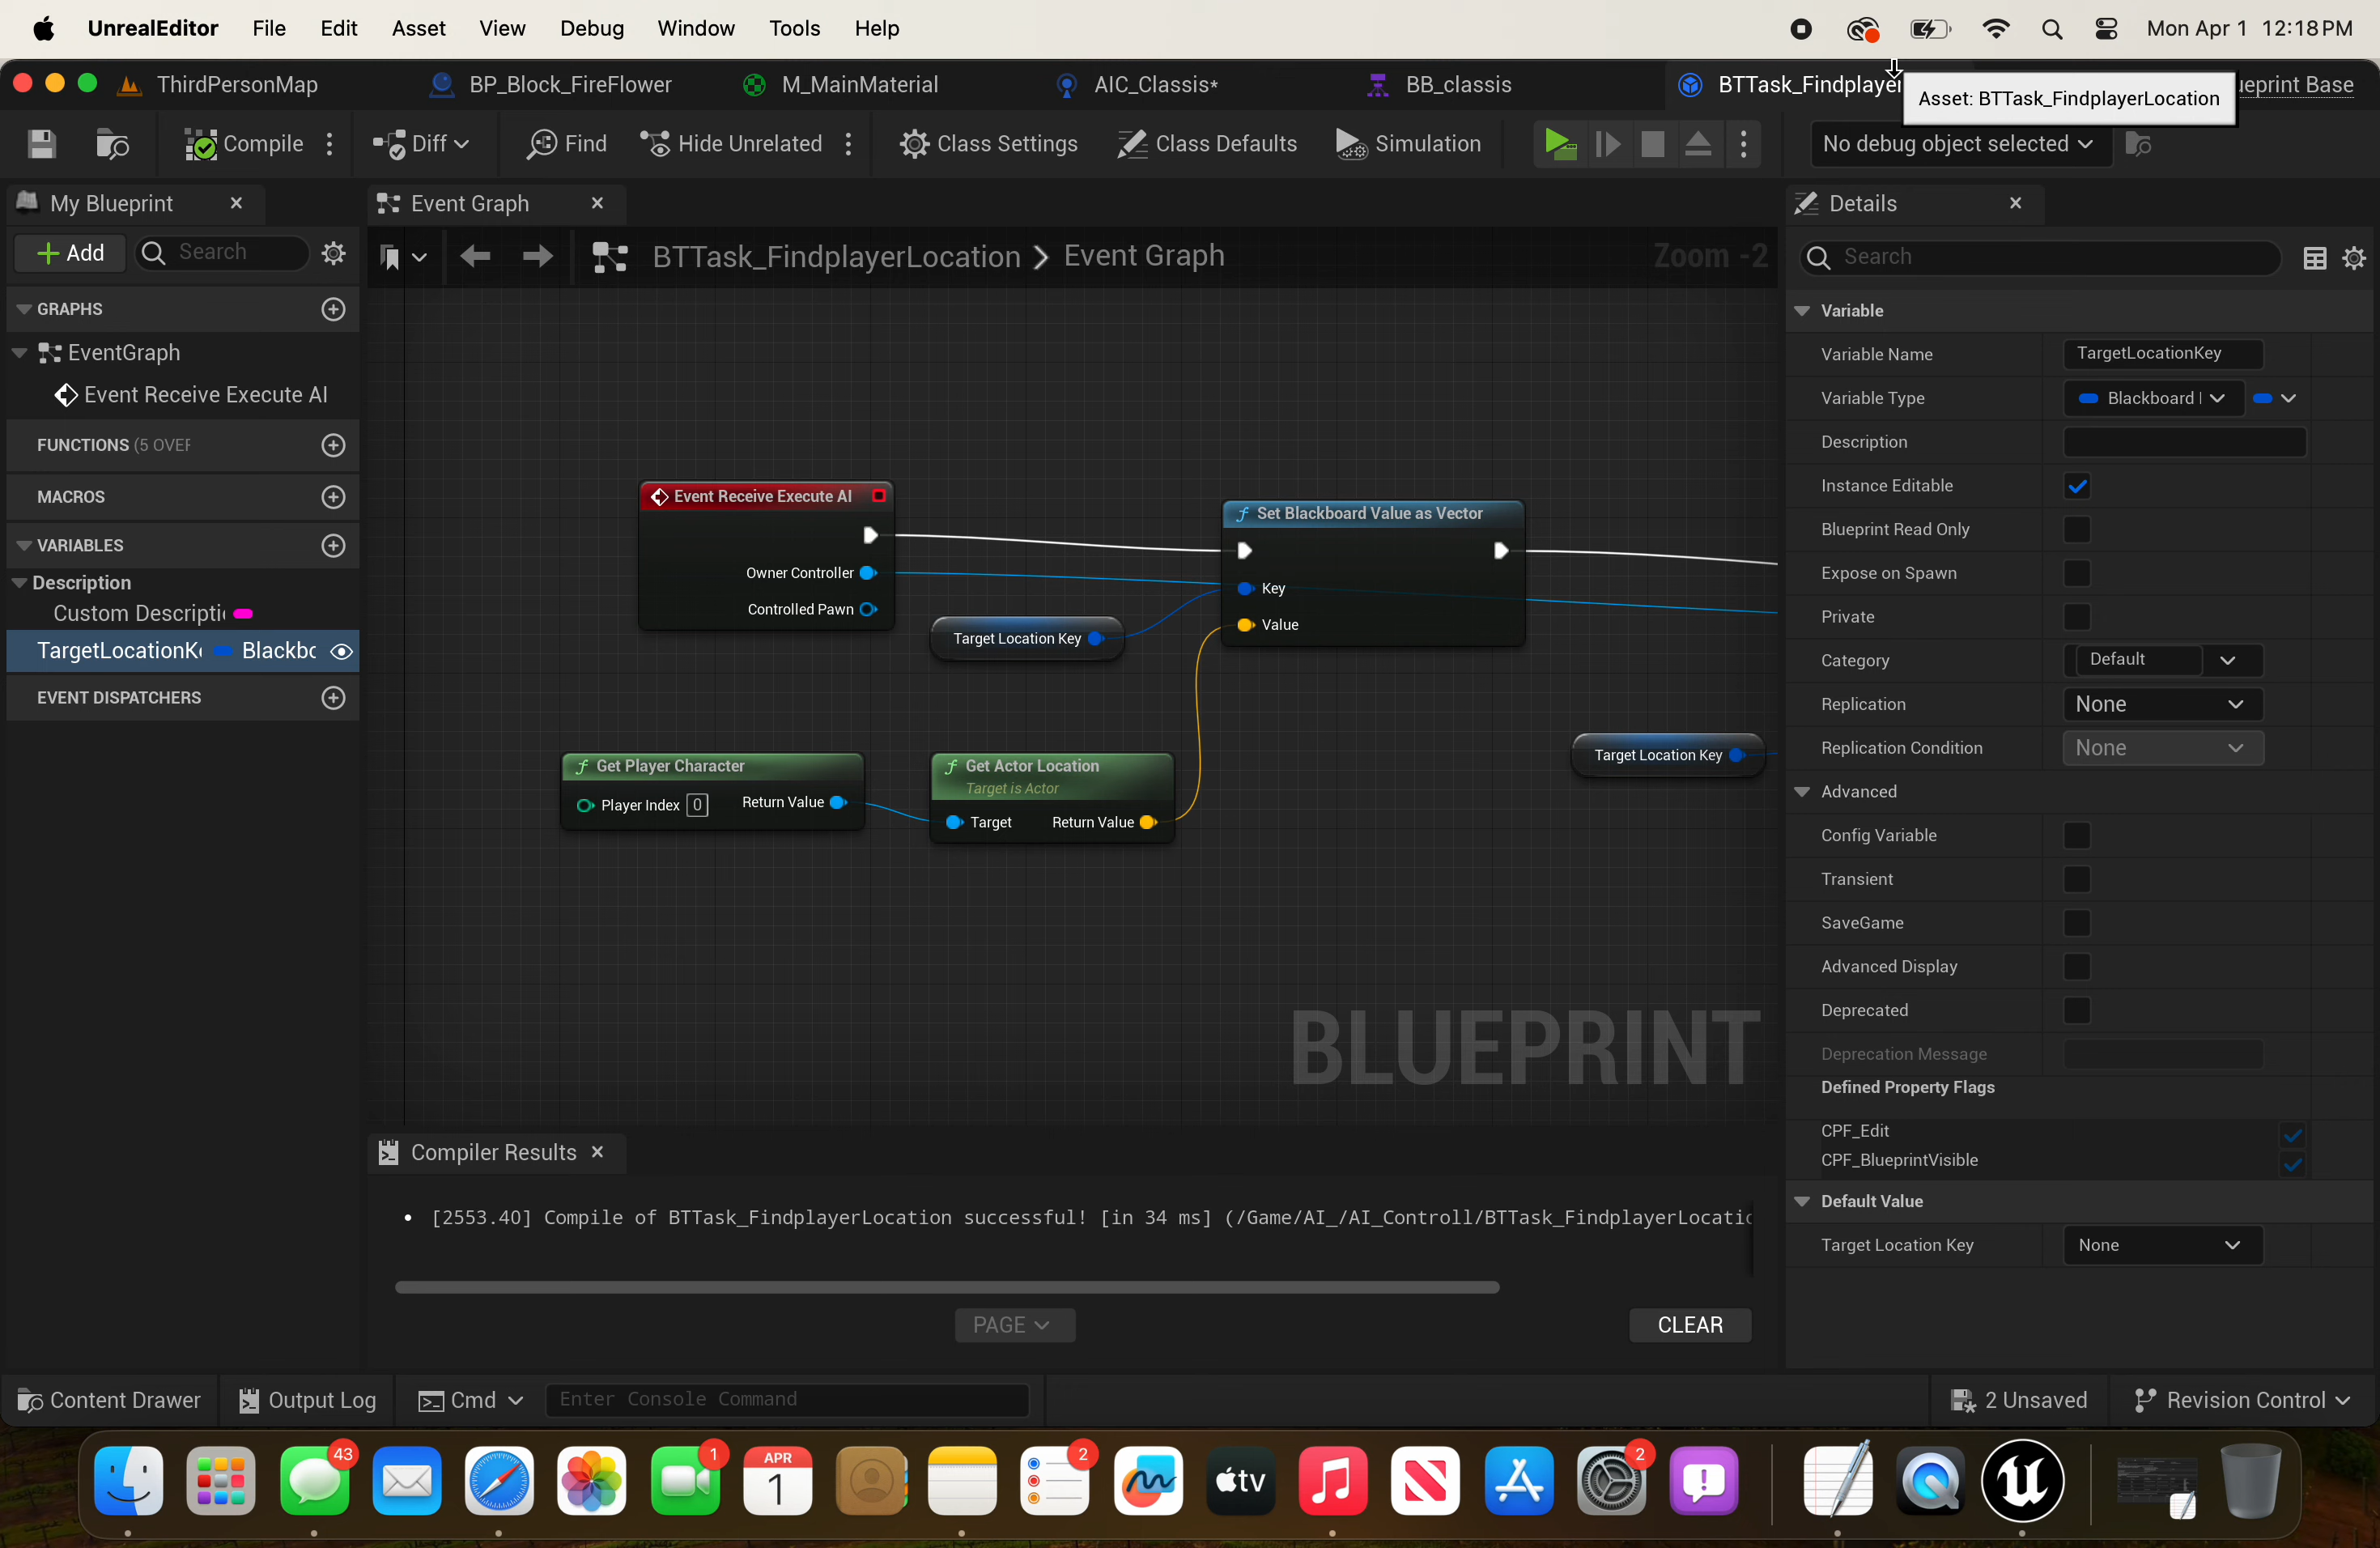 UnrealEditor File Edit Asset View Debug Window Tools Help Mon Apr 1 12:18 PM
ThirdPersonMap BP_Block_FireFlower M_MainMaterial AIC_Classis* BB_classis BTTask_Findplayer ueprint Base
Asset: BTTask_FindplayerLocation
Compile Diff Find Hide Unrelated Class Settings Class Defaults Simulation No debug object selected
My Blueprint
Event Graph
Details
Add Search
BTTask_FindplayerLocation > Event Graph
Zoom -2
Search
GRAPHS
EventGraph
Event Receive Execute AI
FUNCTIONS (5 OVER
MACROS
VARIABLES
Description
Custom Descripti
TargetLocationK Blackbo
EVENT DISPATCHERS
Event Receive Execute AI
Owner Controller
Controlled Pawn
Set Blackboard Value as Vector
Key
Value
Target Location Key
Get Player Character
Player Index 0 Return Value
Get Actor Location
Target is Actor
Target Return Value
Target Location Key
BLUEPRINT
Variable
Variable Name TargetLocationKey
Variable Type Blackboard
Description
Instance Editable
Blueprint Read Only
Expose on Spawn
Private
Category Default
Replication None
Replication Condition None
Advanced
Config Variable
Transient
SaveGame
Advanced Display
Deprecated
Deprecation Message
Defined Property Flags
CPF_Edit
CPF_BlueprintVisible
Default Value
Target Location Key None
Compiler Results
• [2553.40] Compile of BTTask_FindplayerLocation successful! [in 34 ms] (/Game/AI_/AI_Controll/BTTask_FindplayerLocatio
PAGE
CLEAR
Content Drawer Output Log Cmd Enter Console Command 2 Unsaved Revision Control
43
1
APR
1
2
tv
2